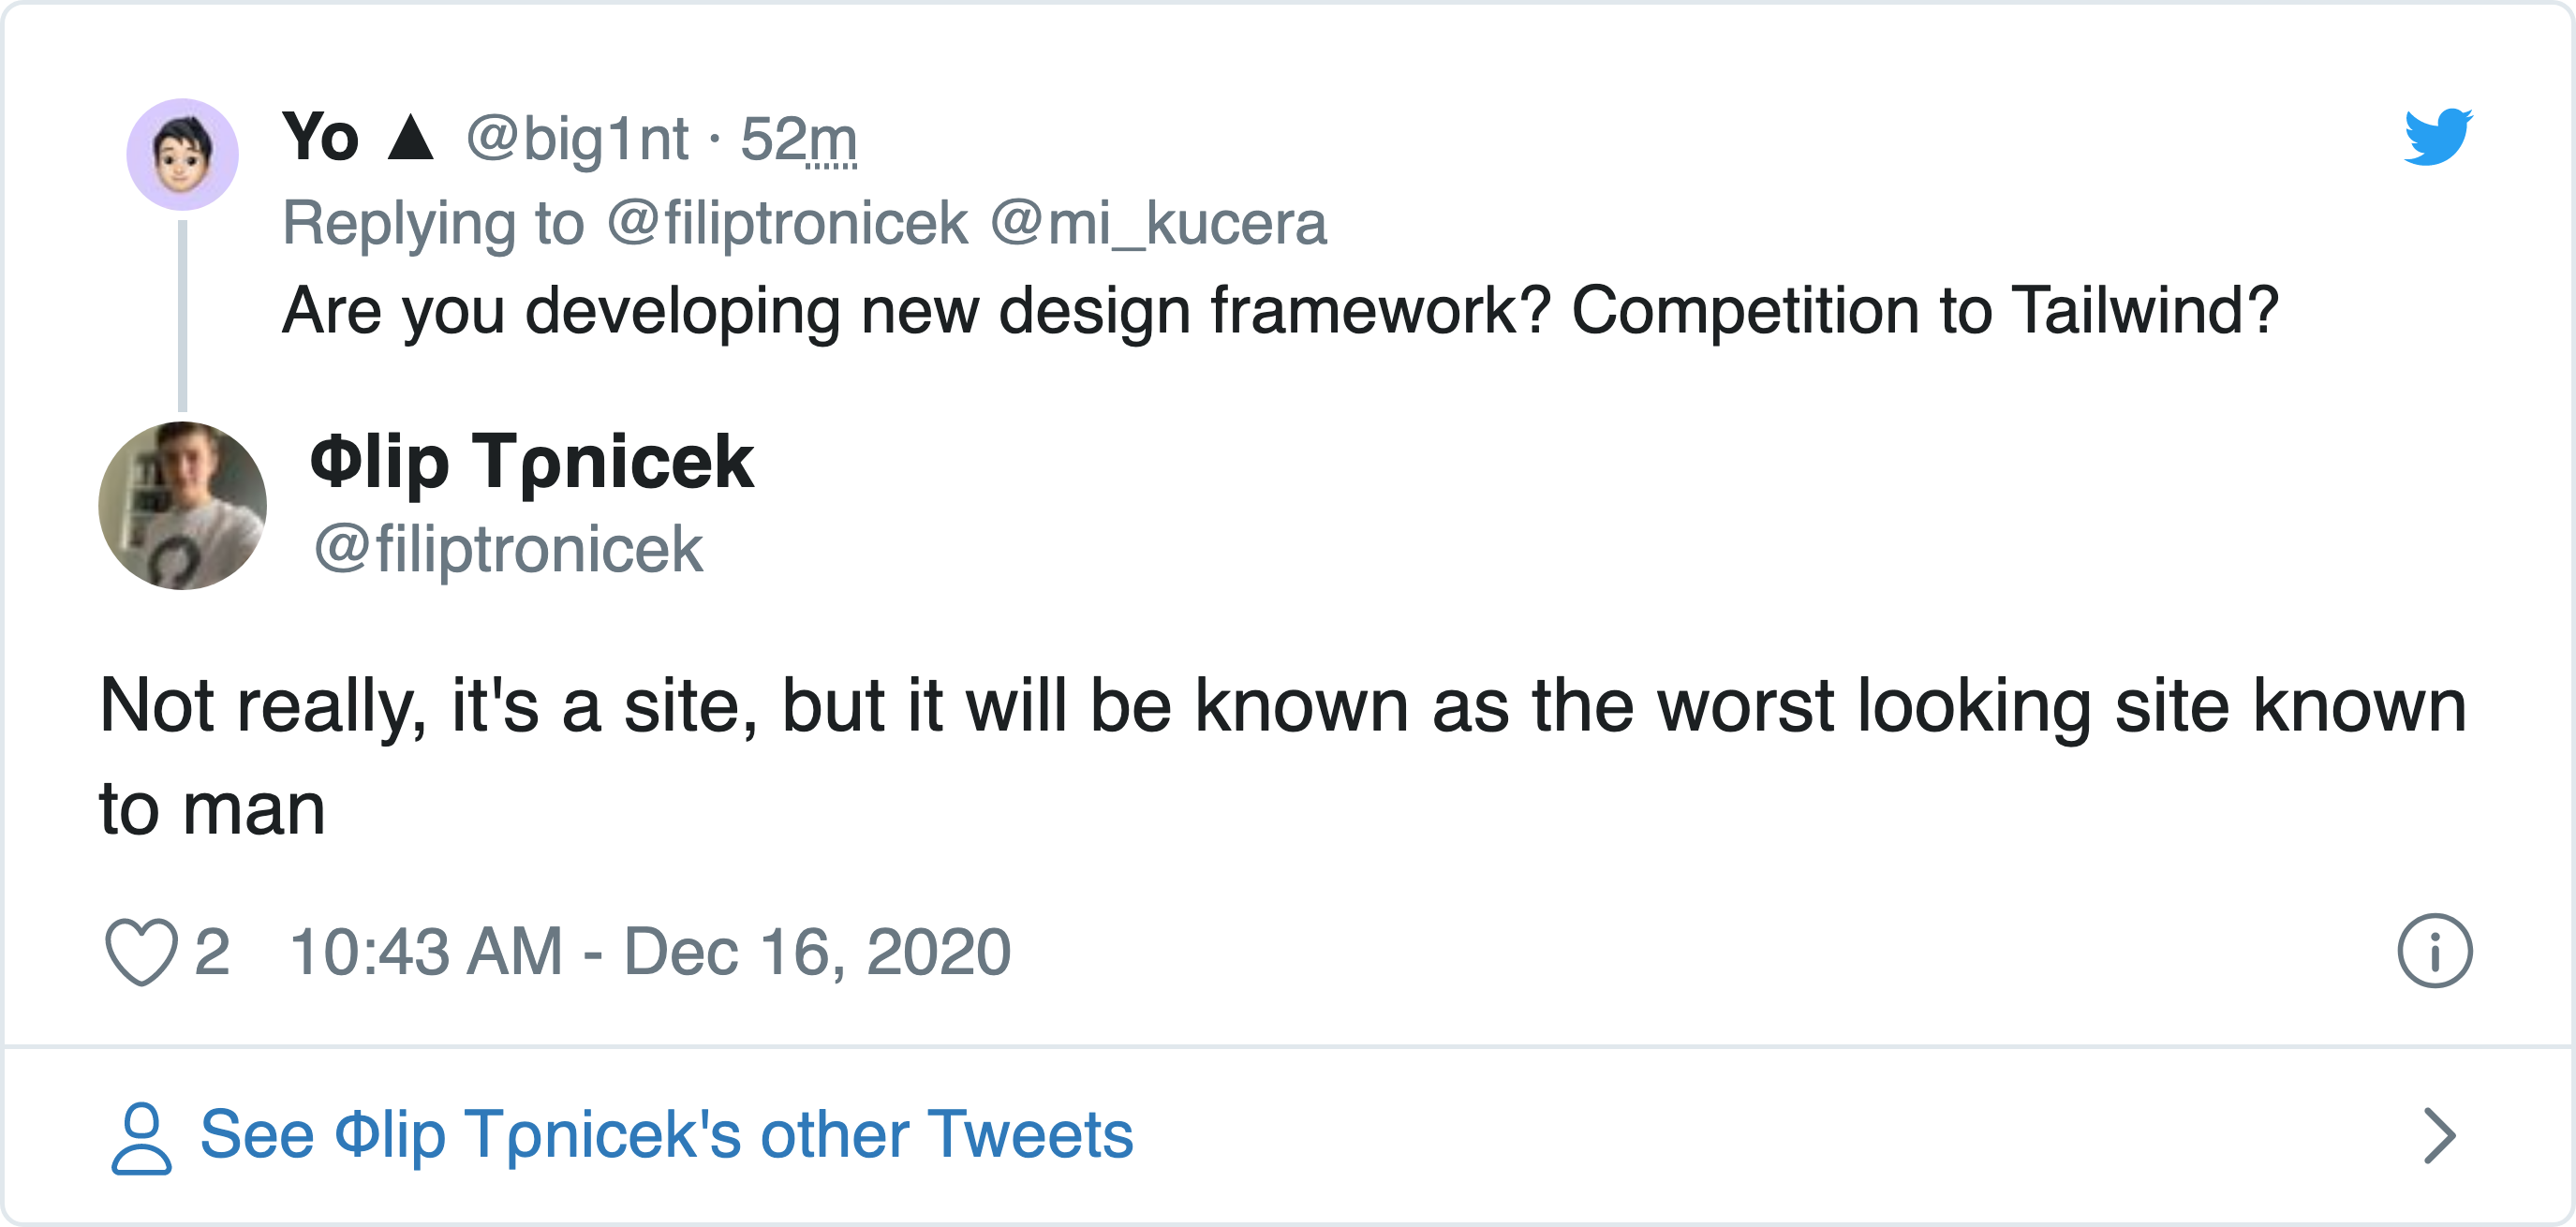 Yo ▲ @big1nt · 52m
Replying to @filiptronicek @mi_kucera
Are you developing new design framework? Competition to Tailwind?
Φlip Tρnicek
@filiptronicek
Not really, it's a site, but it will be known as the worst looking site known
to man
2 10:43 AM - Dec 16, 2020
See Φlip Tρnicek's other Tweets